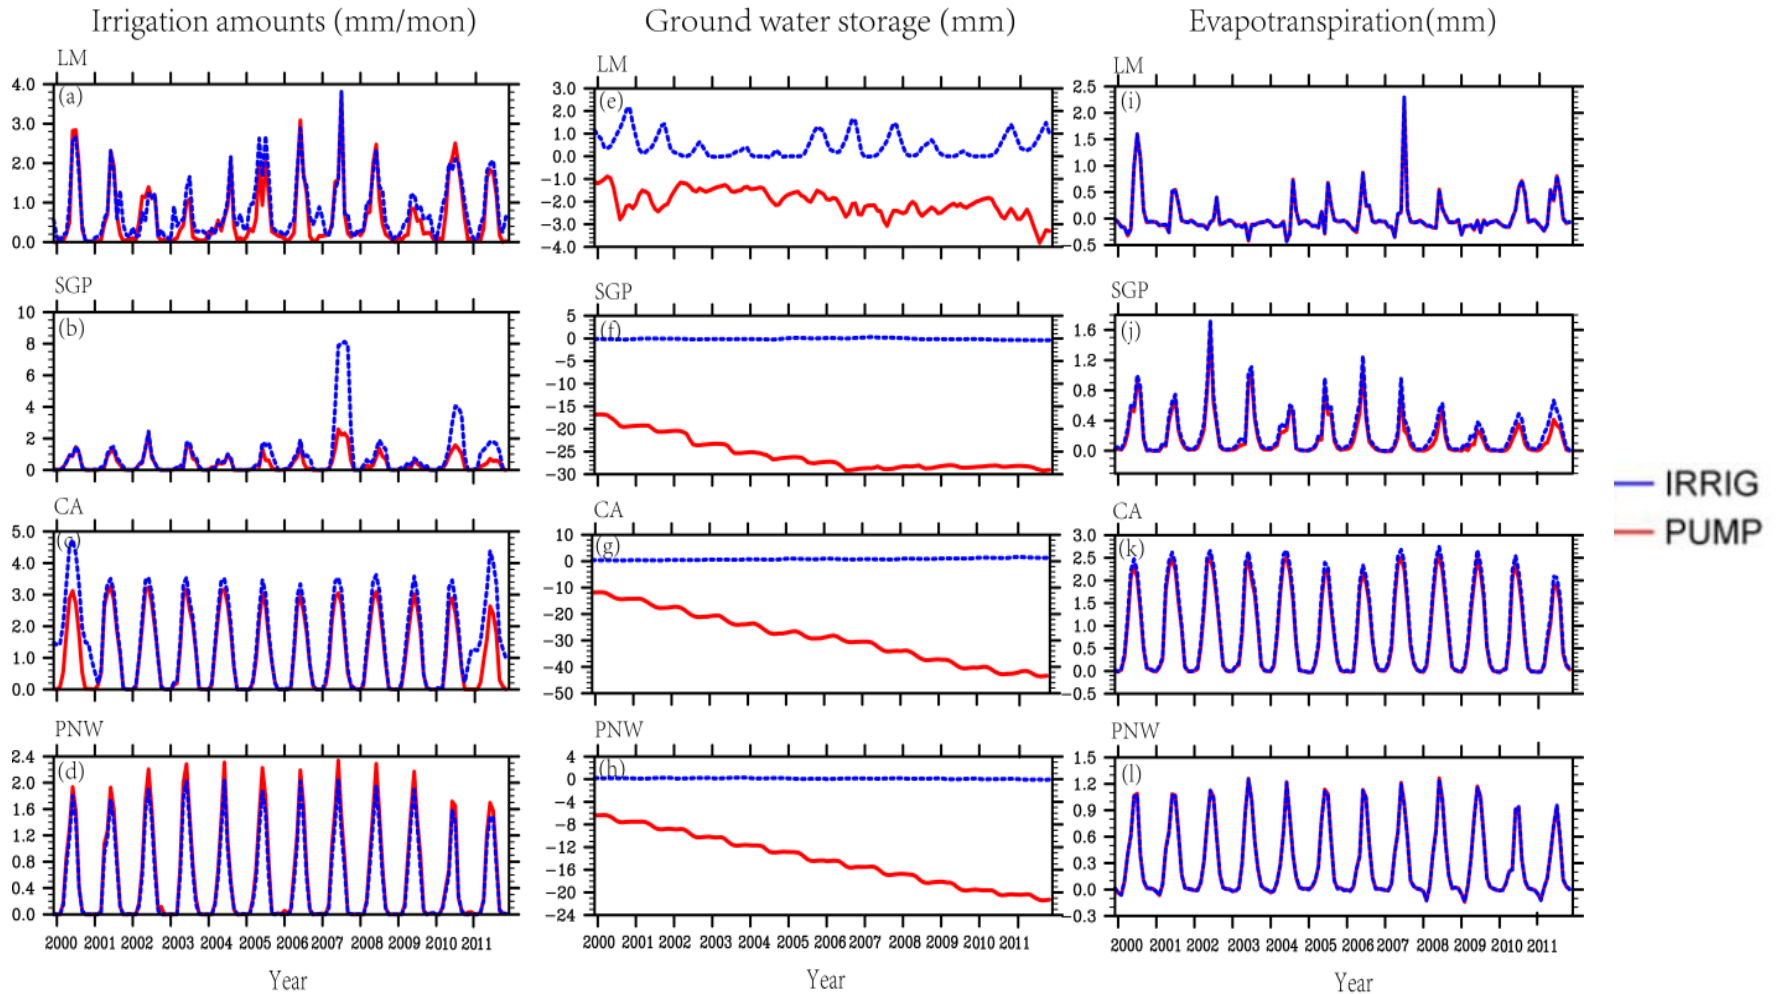 Irrigation amounts (mm/mon)
Ground water storage (mm)
Evapotranspiration(mm)
LM
(a)
4.0
3.0
2.0
1.0
0.0
LM
(e)
3.0
2.0
1.0
0.0
−1.0
−2.0
−3.0
−4.0
LM
(i)
2.5
2.0
1.5
1.0
0.5
0.0
−0.5
SGP
(b)
10
8
6
4
2
0
SGP
(f)
5
0
−5
−10
−15
−20
−25
−30
SGP
(j)
1.6
1.2
0.8
0.4
0.0
CA
(c)
5.0
4.0
3.0
2.0
1.0
0.0
CA
(g)
10
0
−10
−20
−30
−40
−50
CA
(k)
3.0
2.5
2.0
1.5
1.0
0.5
0.0
−0.5
IRRIG
PUMP
PNW
(d)
2.4
2.0
1.6
1.2
0.8
0.4
0.0
2000 2001 2002 2003 2004 2005 2006 2007 2008 2009 2010 2011
Year
PNW
(h)
4
0
−4
−8
−12
−16
−20
−24
2000 2001 2002 2003 2004 2005 2006 2007 2008 2009 2010 2011
Year
PNW
(l)
1.5
1.2
0.9
0.6
0.3
0.0
−0.3
2000 2001 2002 2003 2004 2005 2006 2007 2008 2009 2010 2011
Year